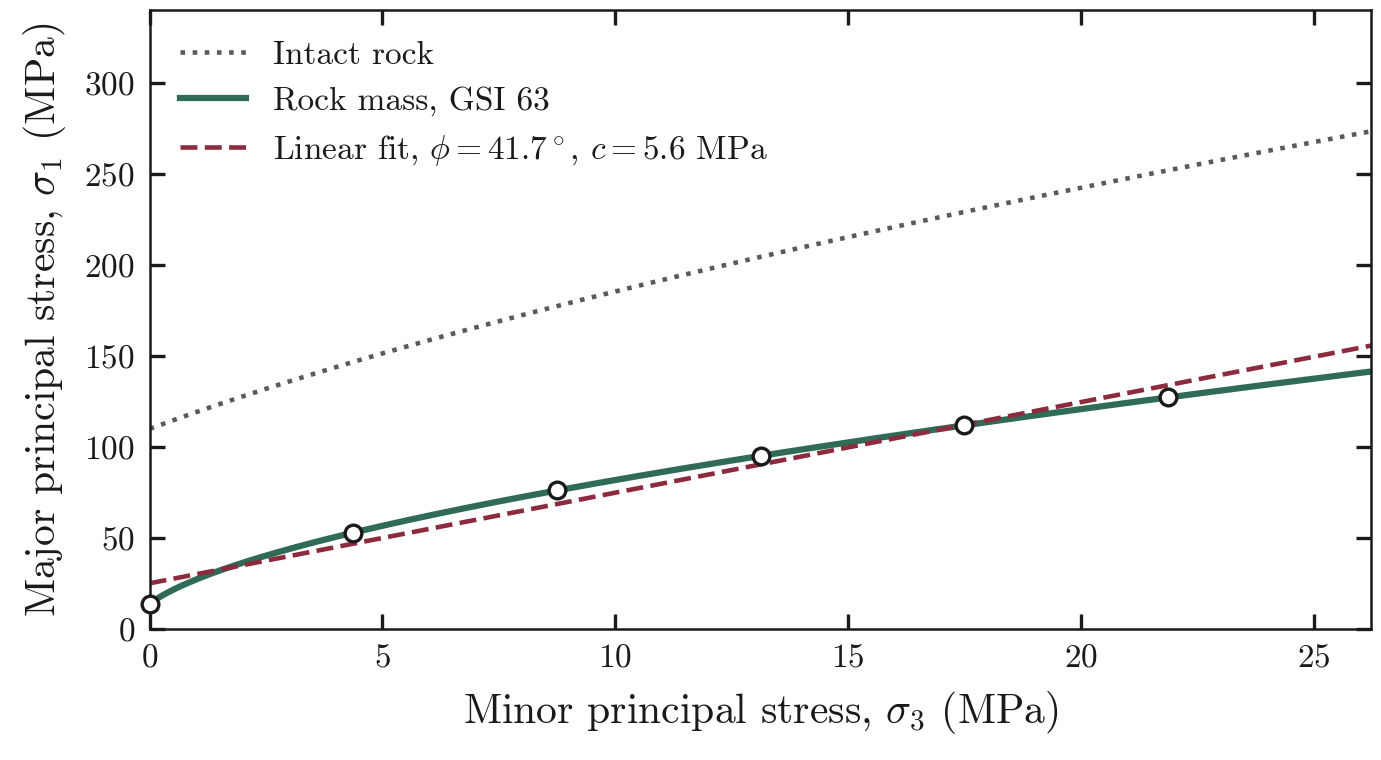 Major principal stress, σ₁ (MPa)
300
250
200
150
100
50
0
Intact rock
Rock mass, GSI 63
Linear fit, ϕ = 41.7°, c = 5.6 MPa
0 5 10 15 20 25
Minor principal stress, σ₃ (MPa)